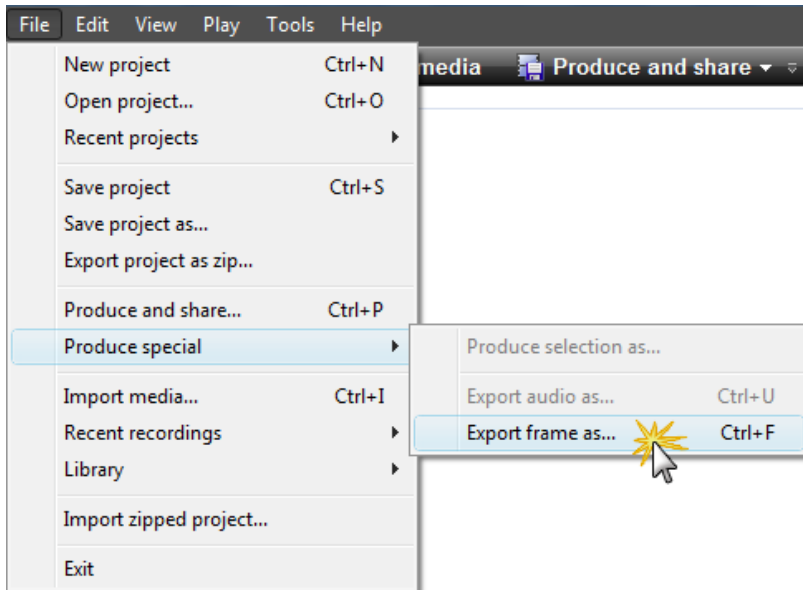 File Edit View Play Tools Help
media Produce and share
New project Ctrl+N
Open project... Ctrl+O
Recent projects
Save project Ctrl+S
Save project as...
Export project as zip...
Produce and share... Ctrl+P
Produce special
Produce selection as...
Import media... Ctrl+I
Export audio as... Ctrl+U
Recent recordings
Export frame as... Ctrl+F
Library
Import zipped project...
Exit